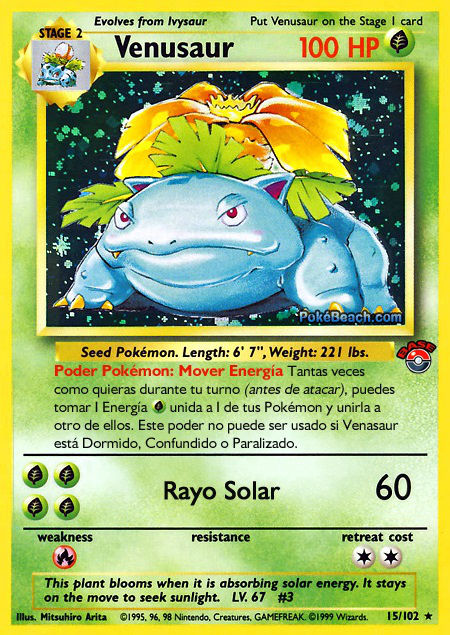 Evolves from Ivysaur Put Venusaur on the Stage 1 card
STAGE 2
Venusaur 100 HP
PokéBeach.com
Seed Pokémon. Length: 6' 7", Weight: 221 lbs.
BASE
Poder Pokémon: Mover Energía Tantas veces
como quieras durante tu turno (antes de atacar), puedes
tomar 1 Energía unida a 1 de tus Pokémon y unirla a
otro de ellos. Este poder no puede ser usado si Venasaur
está Dormido, Confundido o Paralizado.
Rayo Solar 60
weakness resistance retreat cost
This plant blooms when it is absorbing solar energy. It stays
on the move to seek sunlight. LV. 67 #3
Illus. Mitsuhiro Arita ©1995, 96, 98 Nintendo, Creatures, GAMEFREAK. ©1999 Wizards. 15/102 ★